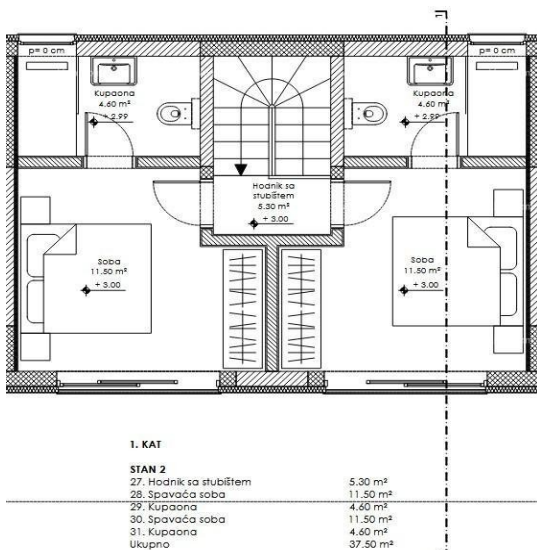 1
p= 0 cm
p= 0 cm
Kupaona
4.60 m²
+ 2.99
Kupaona
4.60 m²
+ 2.99
Hodnik sa
stubištem
5.30 m²
+ 3.00
Soba
11.50 m²
+ 3.00
Soba
11.50 m²
+ 3.00
1. KAT
STAN 2
27. Hodnik sa stubištem 5.30 m²
28. Spavaća soba 11.50 m²
29. Kupaona 4.60 m²
30. Spavaća soba 11.50 m²
31. Kupaona 4.60 m²
Ukupno 37.50 m²